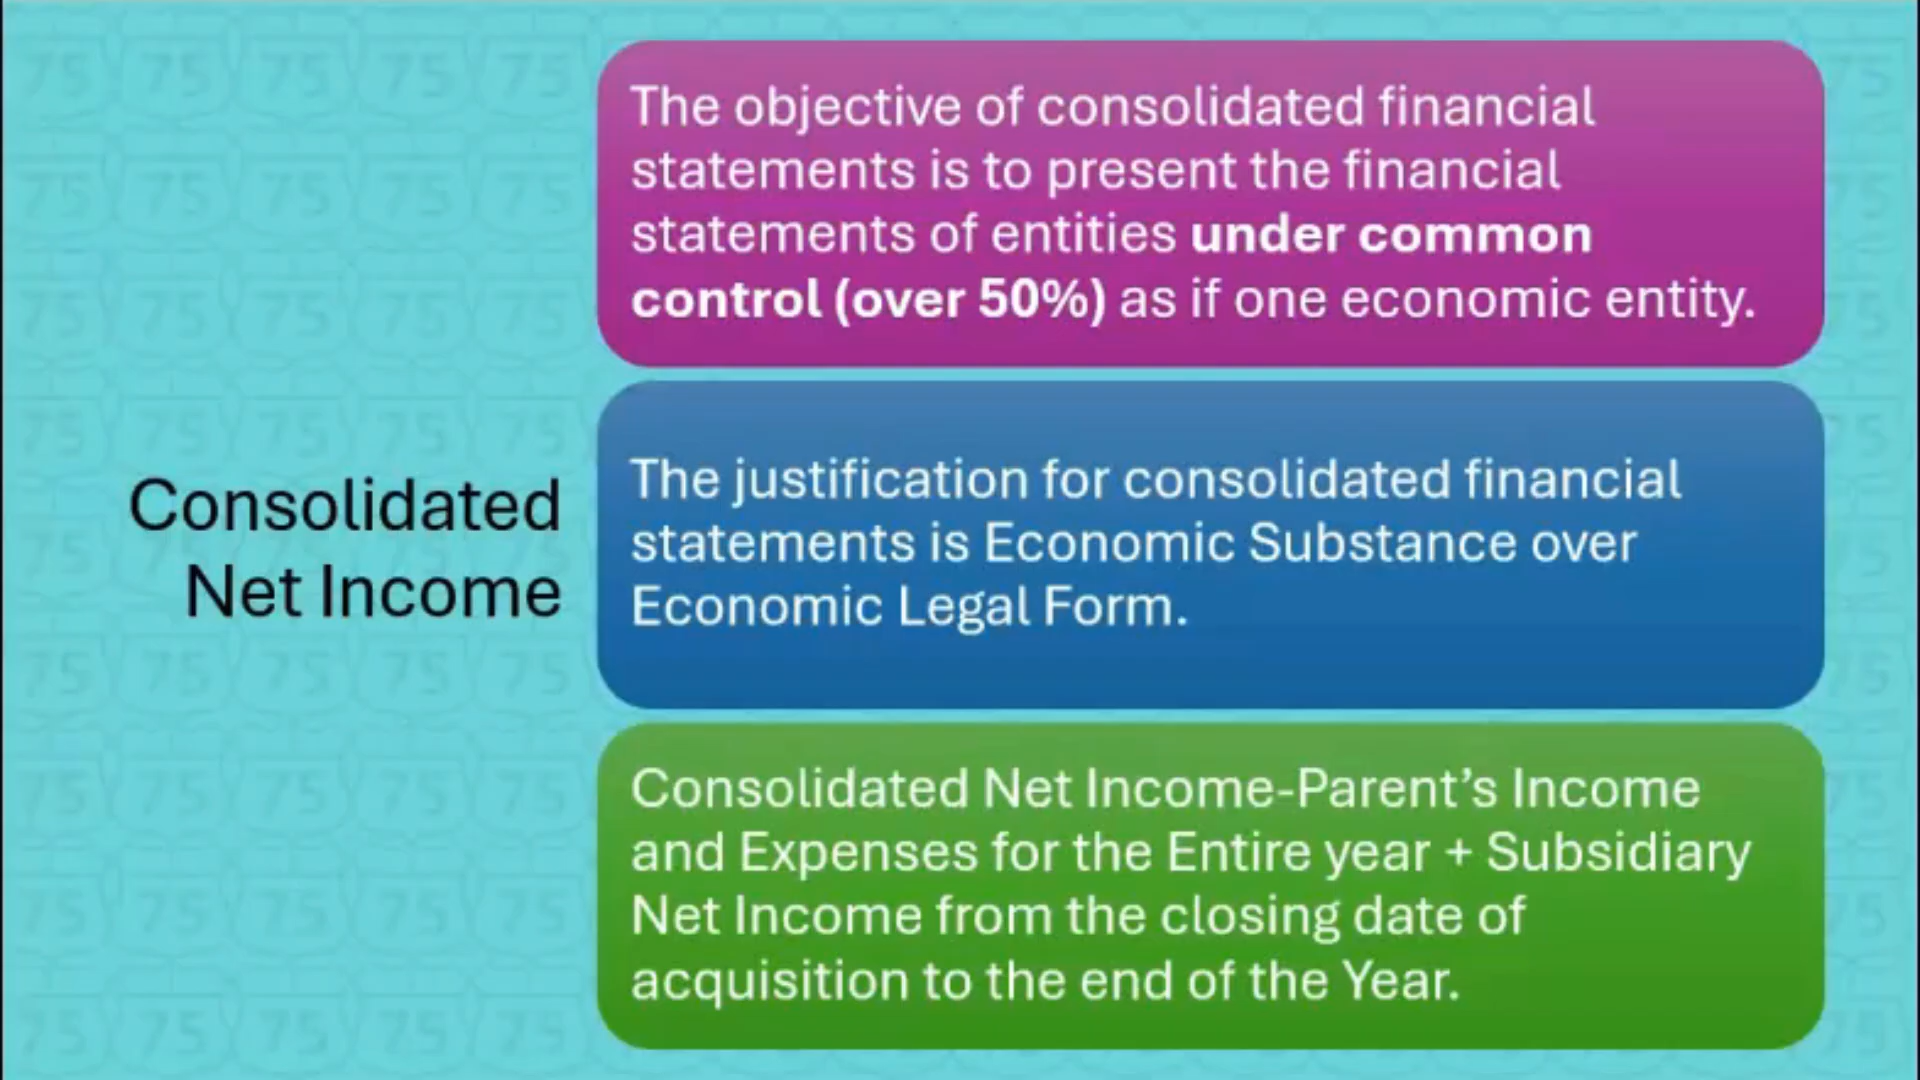 The objective of consolidated financial
statements is to present the financial
statements of entities under common
control (over 50%) as if one economic entity.
Consolidated
Net Income
The justification for consolidated financial
statements is Economic Substance over
Economic Legal Form.
Consolidated Net Income-Parent’s Income
and Expenses for the Entire year + Subsidiary
Net Income from the closing date of
acquisition to the end of the Year.